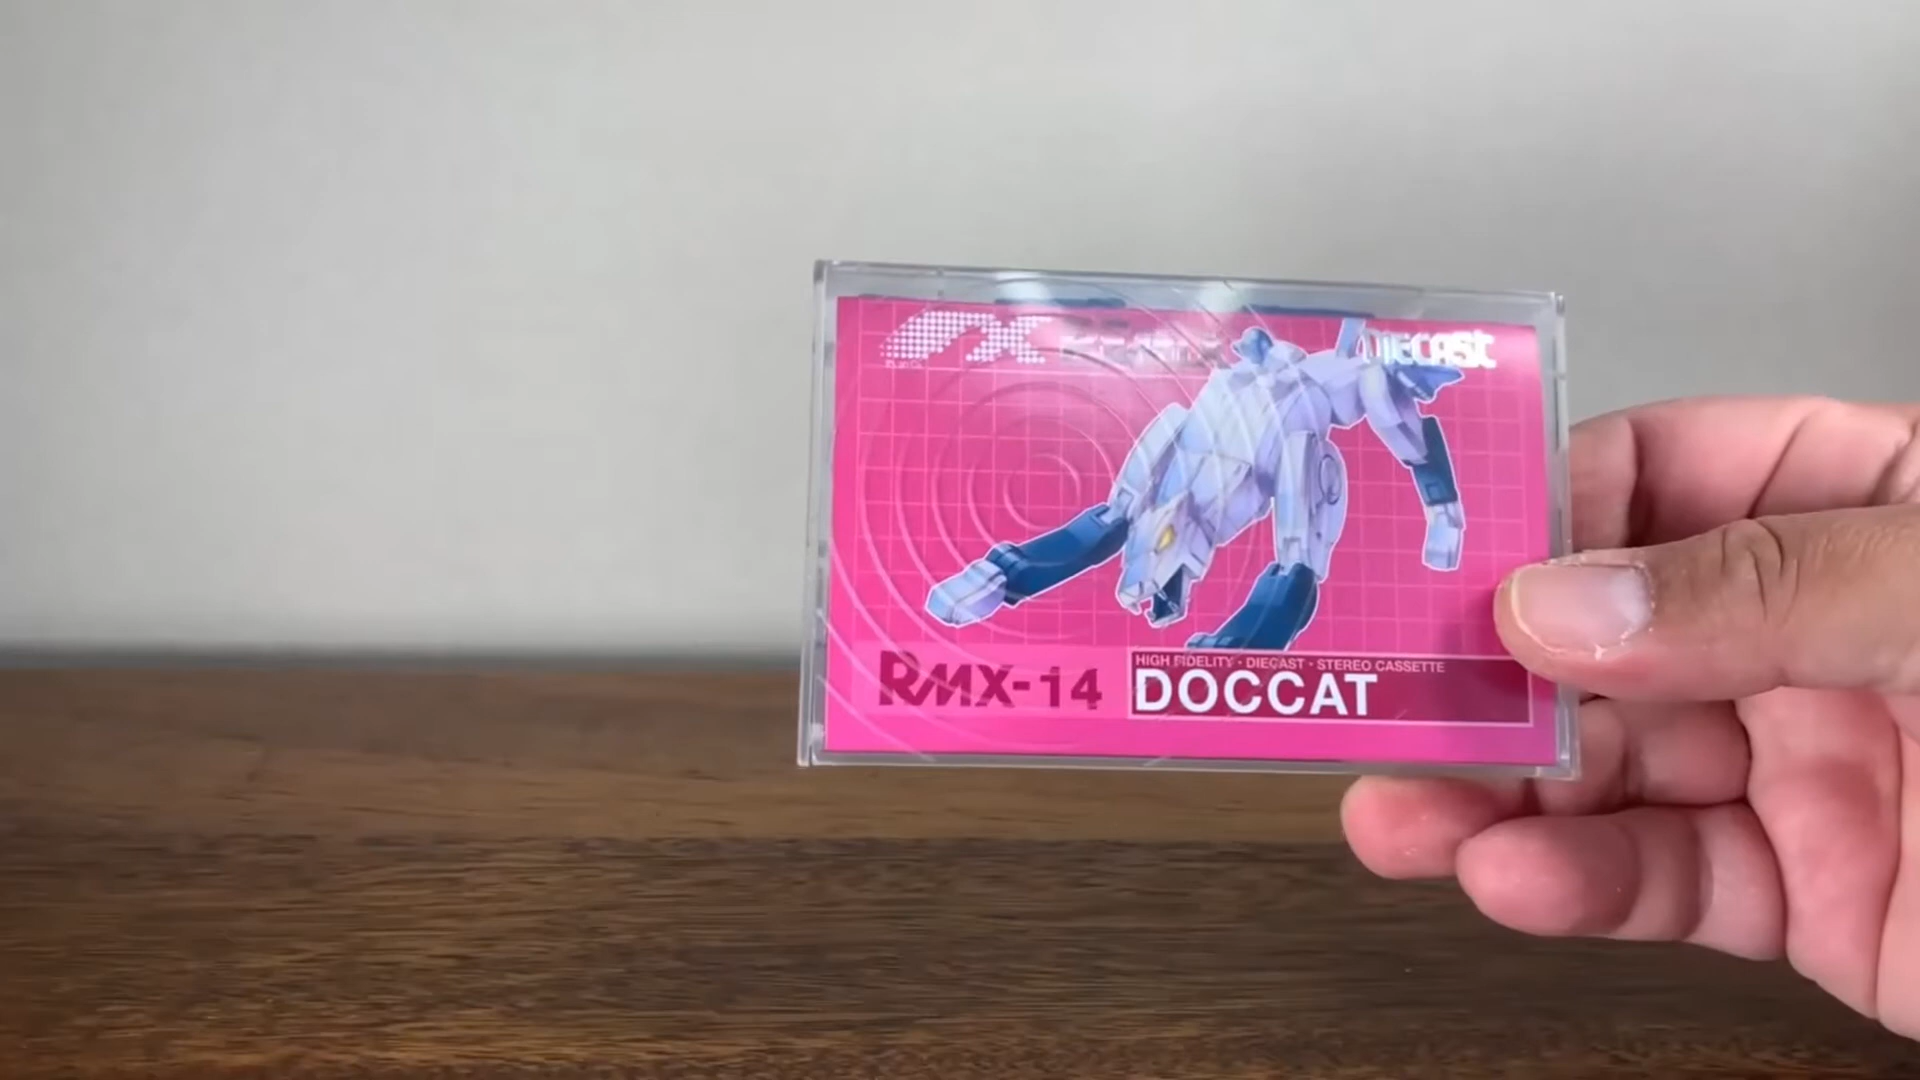 DIECAST
RMX-14
HIGH FIDELITY · DIECAST · STEREO CASSETTE
DOCCAT